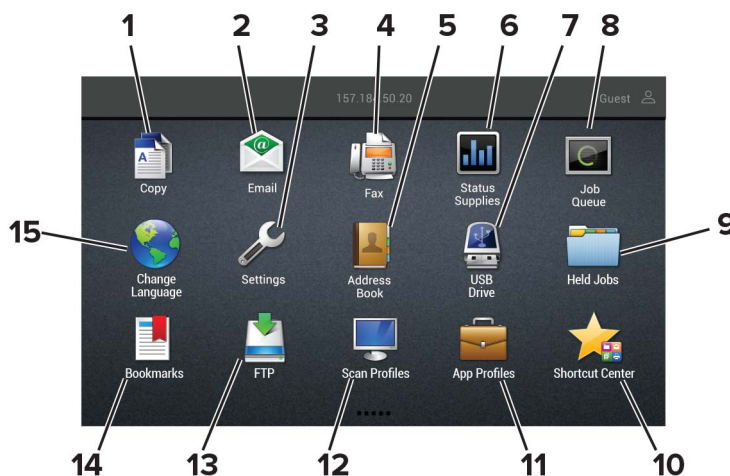 1 2 3 4 5 6 7 8
157.184.50.20 Guest
A @
Copy Email Fax Status Supplies Job Queue
15 9
Change Language Settings Address Book USB Drive Held Jobs
Bookmarks FTP Scan Profiles App Profiles Shortcut Center
14 13 12 11 10